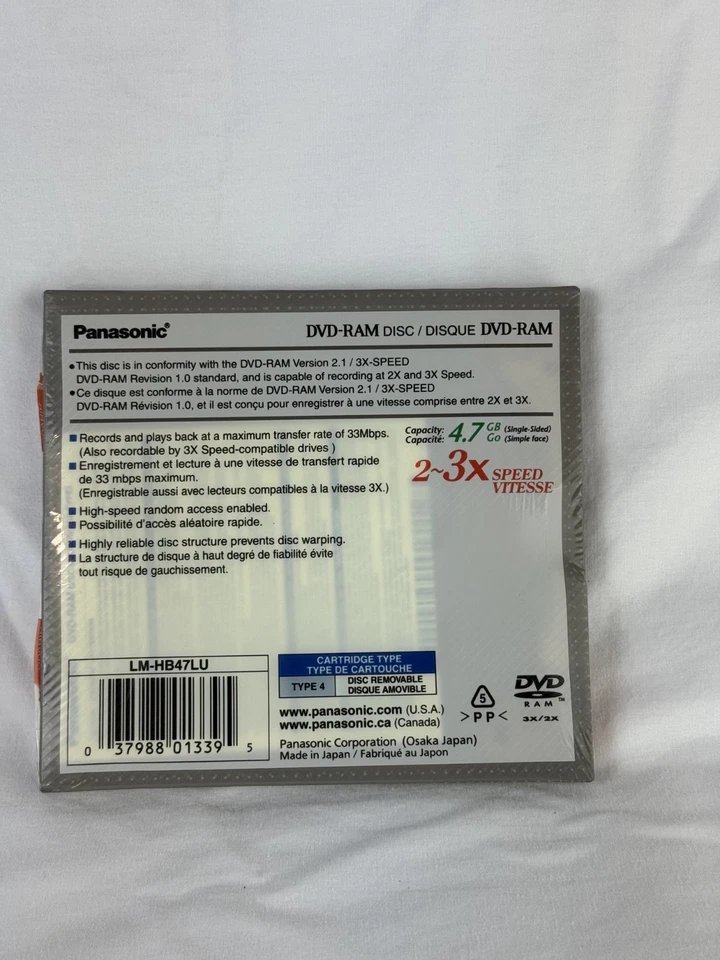 Panasonic®
DVD-RAM DISC / DISQUE DVD-RAM
•This disc is in conformity with the DVD-RAM Version 2.1 / 3X-SPEED
DVD-RAM Revision 1.0 standard, and is capable of recording at 2X and 3X Speed.
•Ce disque est conforme à la norme de DVD-RAM Version 2.1 / 3X-SPEED
DVD-RAM Révision 1.0, et il est conçu pour enregistrer à une vitesse comprise entre 2X et 3X.
■ Records and plays back at a maximum transfer rate of 33Mbps.
(Also recordable by 3X Speed-compatible drives )
■ Enregistrement et lecture à une vitesse de transfert rapide
de 33 mbps maximum.
(Enregistrable aussi avec lecteurs compatibles à la vitesse 3X.)
■ High-speed random access enabled.
■ Possibilité d'accès aléatoire rapide.
■ Highly reliable disc structure prevents disc warping.
■ La structure de disque à haut degré de fiabilité évite
tout risque de gauchissement.
Capacity: 4.7 GB (Single-Sided)
Capacité: Go (Simple face)
2~3X SPEED
VITESSE
LM-HB47LU
0 37988 01339 5
CARTRIDGE TYPE
TYPE DE CARTOUCHE
TYPE 4 DISC REMOVABLE
DISQUE AMOVIBLE
www.panasonic.com (U.S.A.)
www.panasonic.ca (Canada)
Panasonic Corporation (Osaka Japan)
Made in Japan / Fabriqué au Japon
5
>PP<
DVD
RAM™
3X/2X